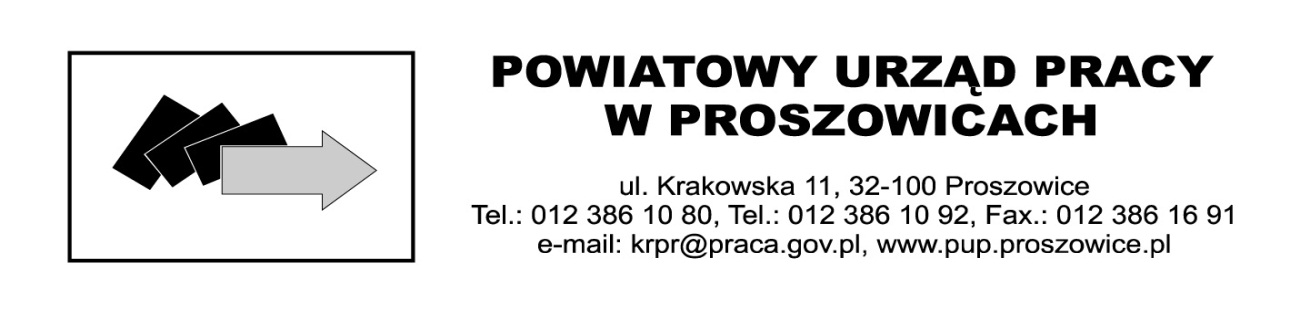 POWIATOWY URZĄD PRACY
W PROSZOWICACH
ul. Krakowska 11, 32-100 Proszowice
Tel.: 012 386 10 80, Tel.: 012 386 10 92, Fax.: 012 386 16 91
e-mail: krpr@praca.gov.pl, www.pup.proszowice.pl